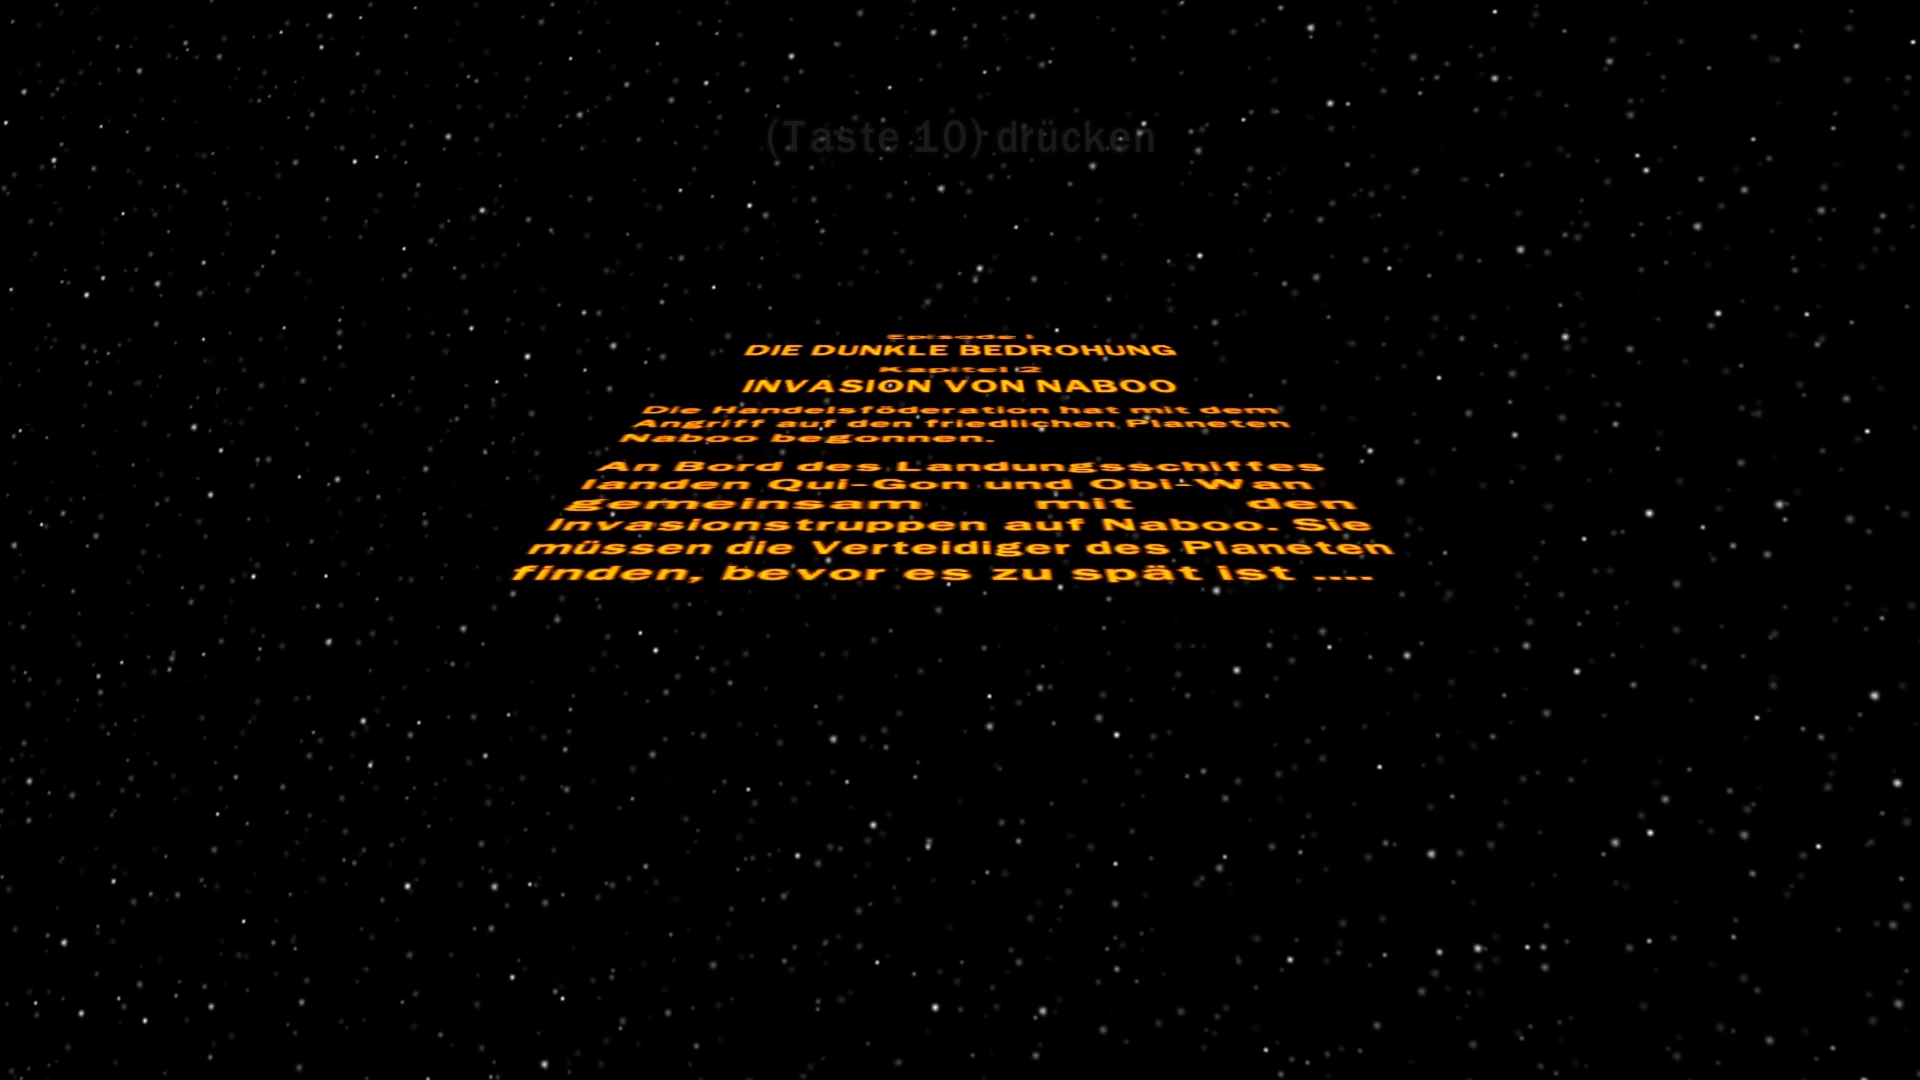 (Taste 10) drücken
Episode I
DIE DUNKLE BEDROHUNG
Kapitel 2
INVASION VON NABOO
Die Handelsföderation hat mit dem
Angriff auf den friedlichen Planeten
Naboo begonnen.
An Bord des Landungsschiffes
landen Qui-Gon und Obi-Wan
gemeinsam mit den
Invasionstruppen auf Naboo. Sie
müssen die Verteidiger des Planeten
finden, bevor es zu spät ist ....